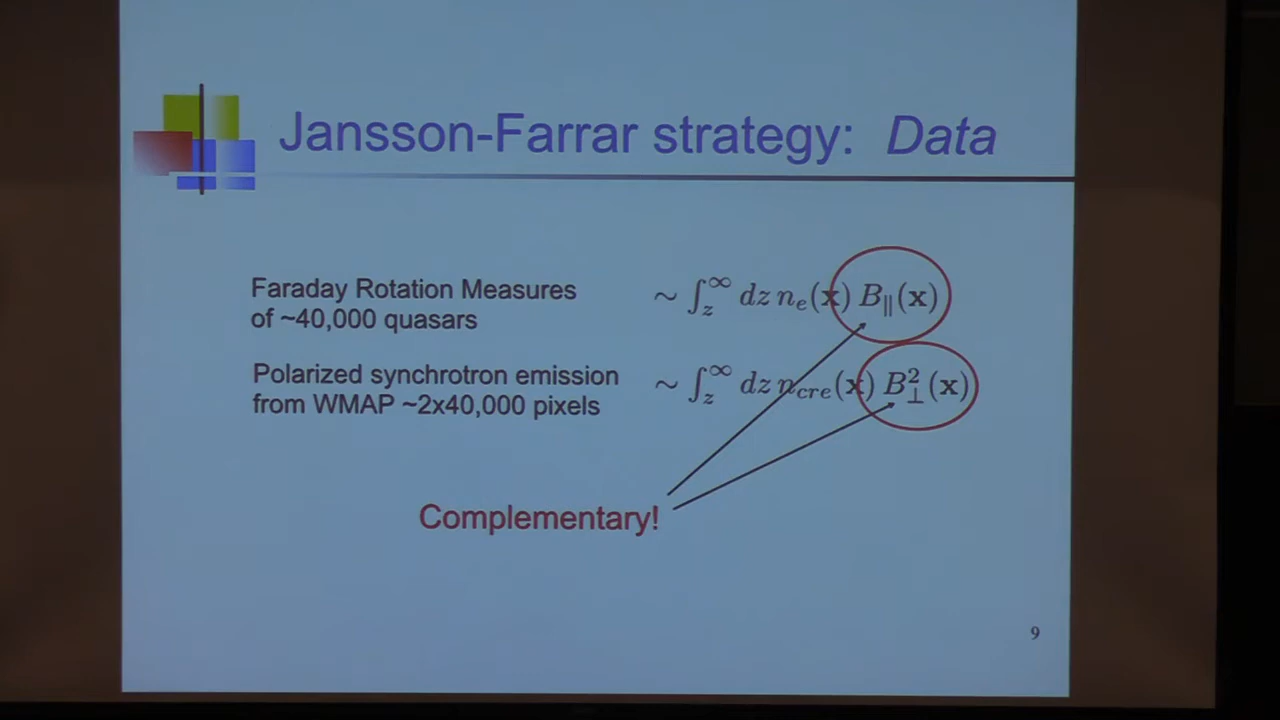 Jansson-Farrar strategy: Data
Faraday Rotation Measures
of ~40,000 quasars
∼ ∫_z^∞ dz n_e(x) B_∥(x)
Polarized synchrotron emission
from WMAP ~2x40,000 pixels
∼ ∫_z^∞ dz n_cre(x) B_⊥^2(x)
Complementary!
9